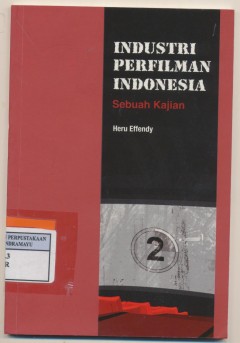 INDUSTRI
PERFILMAN
INDONESIA
Sebuah Kajian
Heru Effendy
2
PERPUSTAKAAN